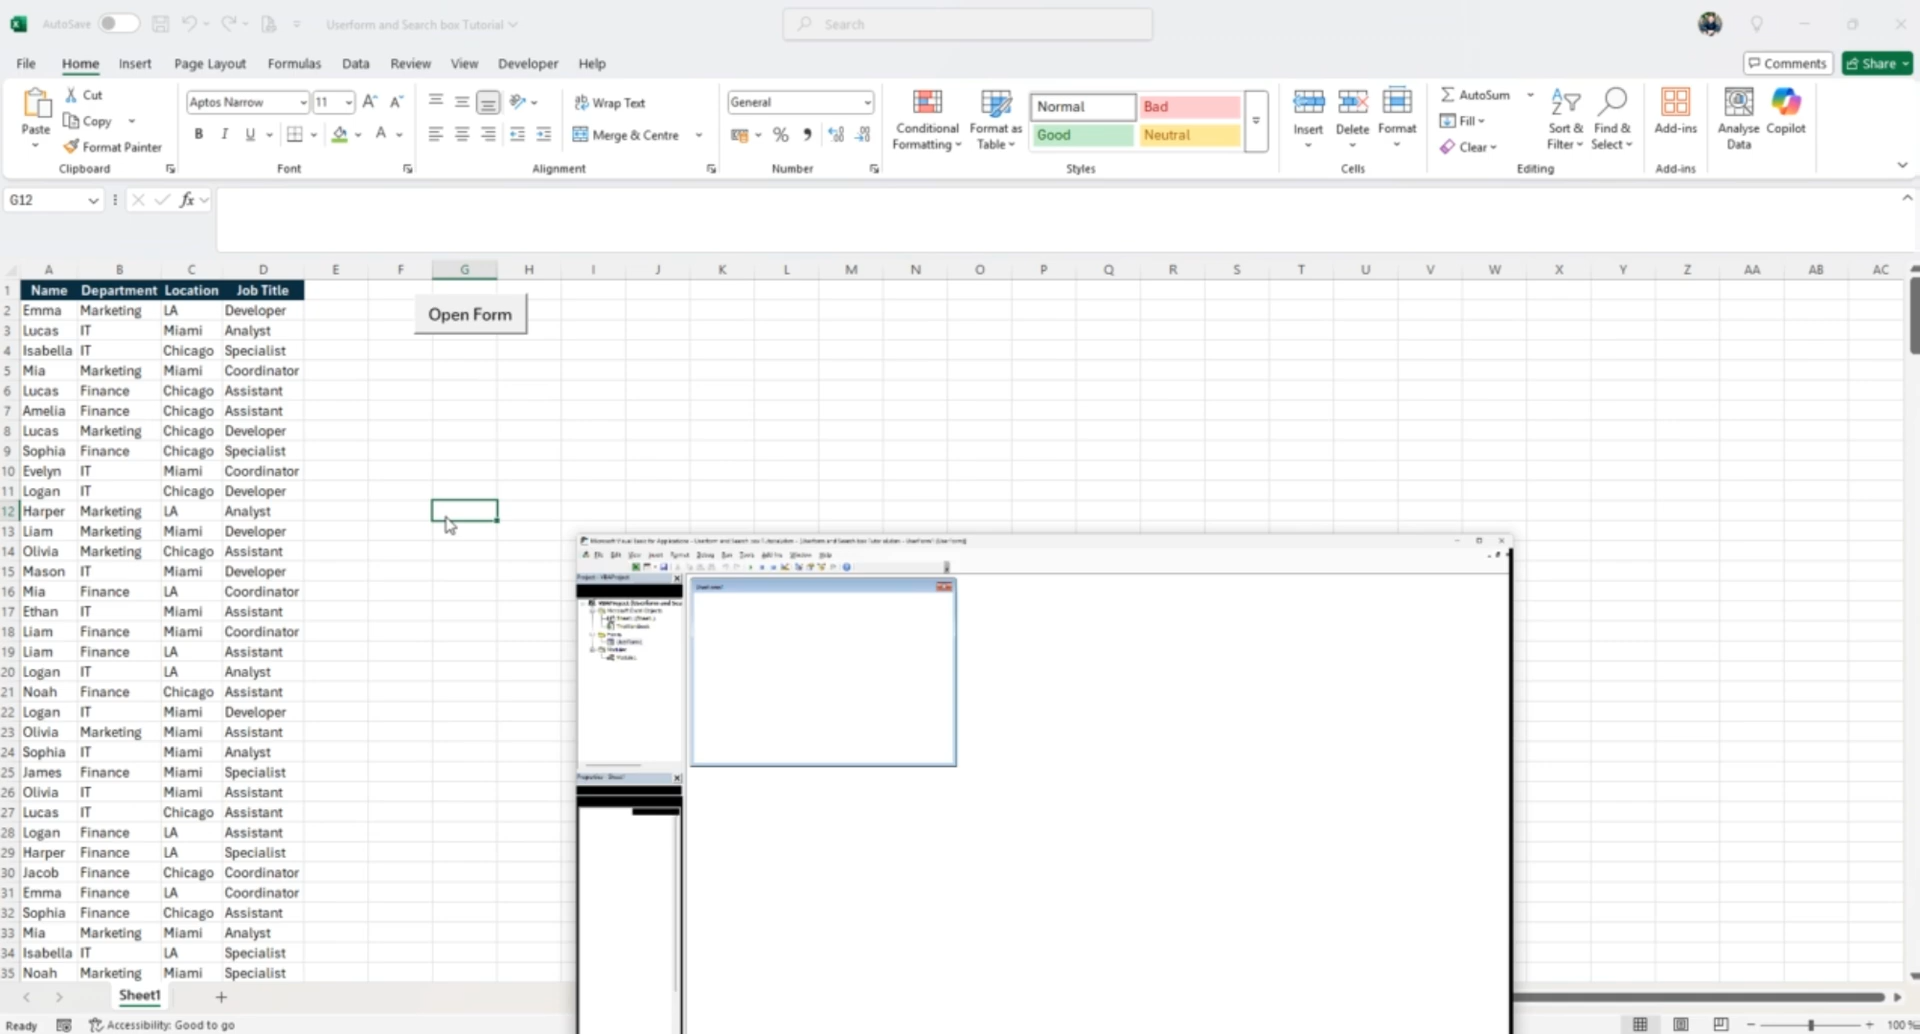 AutoSave Userform and Search box Tutorial Search
File Home Insert Page Layout Formulas Data Review View Developer Help Comments Share
Paste Cut Copy Format Painter Clipboard
Aptos Narrow 11 B I U A Font
Wrap Text Merge & Centre Alignment
General % Number
Conditional Formatting Format as Table Normal Bad Good Neutral Styles
Insert Delete Format Cells
AutoSum Fill Clear Sort & Filter Find & Select Editing
Add-ins Add-ins
Analyse Data Copilot
G12 fx
A B C D E F G H I J K L M N O P Q R S T U V W X Y Z AA AB AC
1 Name Department Location Job Title
Open Form
2 Emma Marketing LA Developer
3 Lucas IT Miami Analyst
4 Isabella IT Chicago Specialist
5 Mia Marketing Miami Coordinator
6 Lucas Finance Chicago Assistant
7 Amelia Finance Chicago Assistant
8 Lucas Marketing Chicago Developer
9 Sophia Finance Chicago Specialist
10 Evelyn IT Miami Coordinator
11 Logan IT Chicago Developer
12 Harper Marketing LA Analyst
13 Liam Marketing Miami Developer
14 Olivia Marketing Chicago Assistant
15 Mason IT Miami Developer
16 Mia Finance LA Coordinator
17 Ethan IT Miami Assistant
18 Liam Finance Miami Coordinator
19 Liam Finance LA Assistant
20 Logan IT LA Analyst
21 Noah Finance Chicago Assistant
22 Logan IT Miami Developer
23 Olivia Marketing Miami Assistant
24 Sophia IT Miami Analyst
25 James Finance Miami Specialist
26 Olivia IT Miami Assistant
27 Lucas IT Chicago Assistant
28 Logan Finance LA Assistant
29 Harper Finance LA Specialist
30 Jacob Finance Chicago Coordinator
31 Emma Finance LA Coordinator
32 Sophia Finance Chicago Assistant
33 Mia Marketing Miami Analyst
34 Isabella IT LA Specialist
35 Noah Marketing Miami Specialist
Microsoft Visual Basic for Applications
Sheet1
Ready Accessibility: Good to go 100%